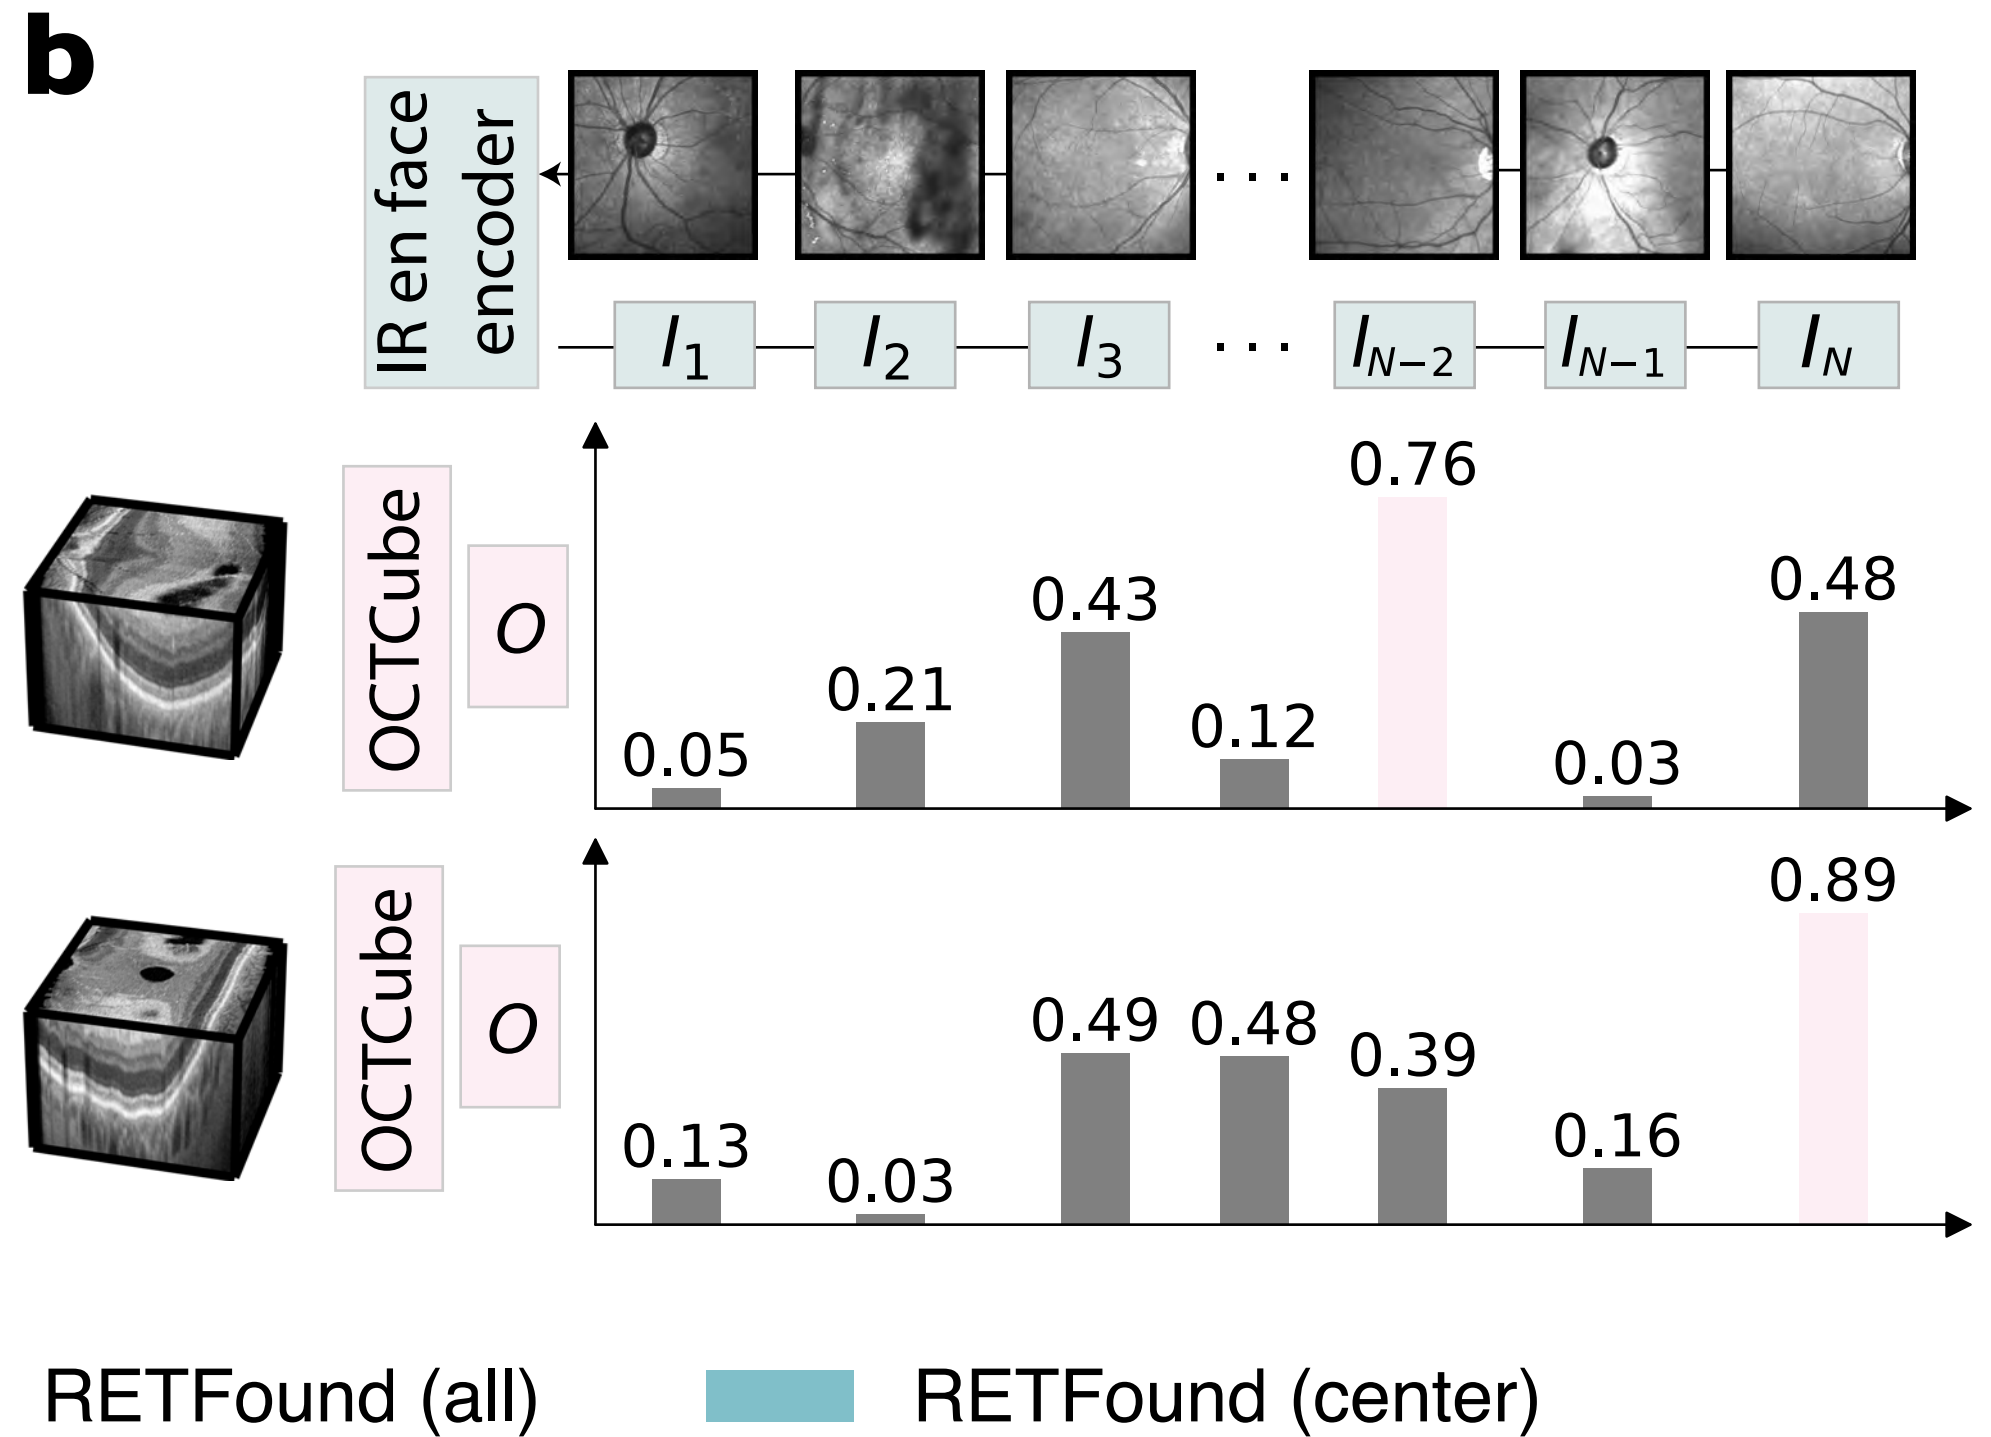 b
IR en face
encoder
I1 I2 I3 ... IN−2 IN−1 IN
OCTCube
O
0.05 0.21 0.43 0.12 0.76 0.03 0.48
OCTCube
O
0.13 0.03 0.49 0.48 0.39 0.16 0.89
RETFound (all) RETFound (center)